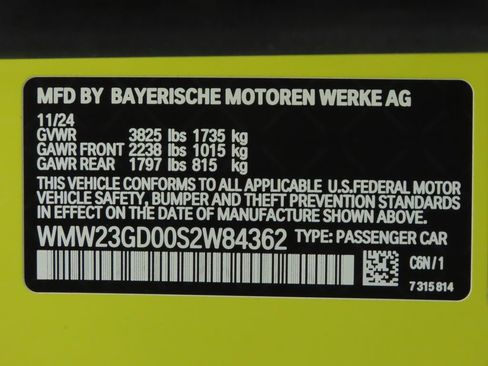 MFD BY BAYERISCHE MOTOREN WERKE AG
11/24
GVWR 3825 lbs 1735 kg
GAWR FRONT 2238 lbs 1015 kg
GAWR REAR 1797 lbs 815 kg
THIS VEHICLE CONFORMS TO ALL APPLICABLE U.S.FEDERAL MOTOR
VEHICLE SAFETY, BUMPER AND THEFT PREVENTION STANDARDS
IN EFFECT ON THE DATE OF MANUFACTURE SHOWN ABOVE.
WMW23GD00S2W84362 TYPE: PASSENGER CAR
C6N / 1
7 315 814